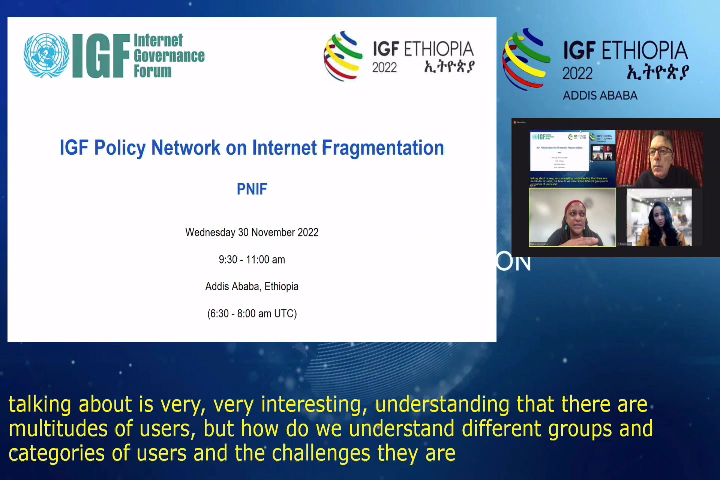 IGF Internet
Governance
Forum
IGF ETHIOPIA
2022 ኢትዮጵያ
IGF ETHIOPIA
2022 ኢትዮጵያ
ADDIS ABABA
IGF Policy Network on Internet Fragmentation
PNIF
Wednesday 30 November 2022
9:30 - 11:00 am
Addis Ababa, Ethiopia
(6:30 - 8:00 am UTC)
ON
talking about is very, very interesting, understanding that there are
multitudes of users, but how do we understand different groups and
categories of users and the challenges they are